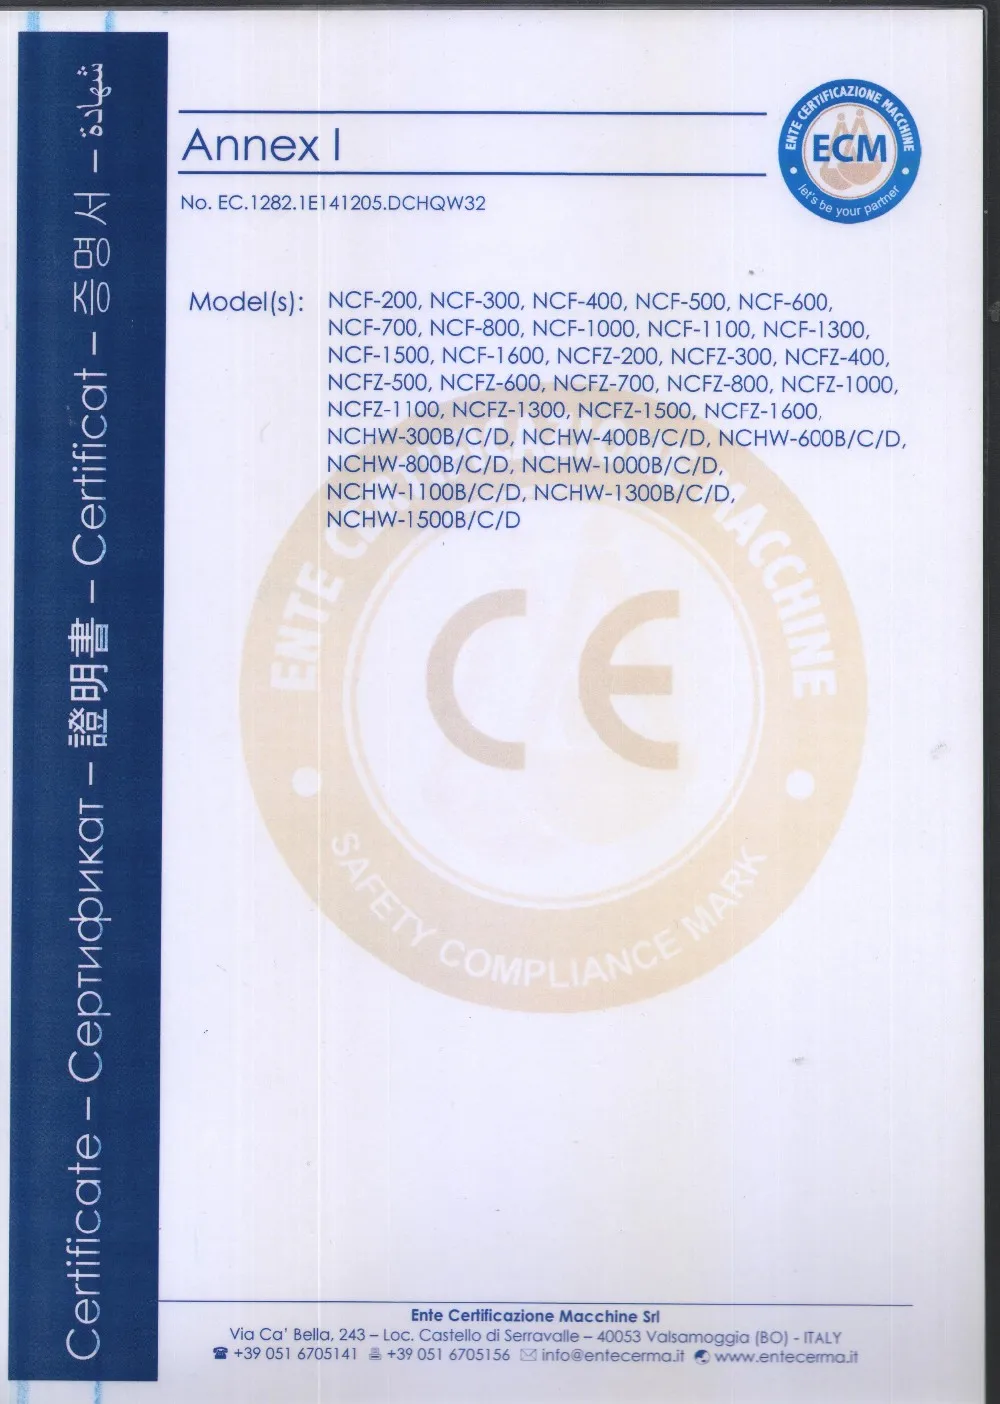 Annex I
ENTE CERTIFICAZIONE MACCHINE
ECM
let's be your partner
No. EC.1282.1E141205.DCHQW32
Model(s): NCF-200, NCF-300, NCF-400, NCF-500, NCF-600,
NCF-700, NCF-800, NCF-1000, NCF-1100, NCF-1300,
NCF-1500, NCF-1600, NCFZ-200, NCFZ-300, NCFZ-400,
NCFZ-500, NCFZ-600, NCFZ-700, NCFZ-800, NCFZ-1000,
NCFZ-1100, NCFZ-1300, NCFZ-1500, NCFZ-1600,
NCHW-300B/C/D, NCHW-400B/C/D, NCHW-600B/C/D,
NCHW-800B/C/D, NCHW-1000B/C/D,
NCHW-1100B/C/D, NCHW-1300B/C/D,
NCHW-1500B/C/D
ENTE CERTIFICAZIONE MACCHINE
CE
SAFETY COMPLIANCE MARK
Certificate – Сертификат – 證明書 – Certificat – 증명서 – شهادة
Ente Certificazione Macchine Srl
Via Ca' Bella, 243 – Loc. Castello di Serravalle – 40053 Valsamoggia (BO) - ITALY
☎ +39 051 6705141 🖷 +39 051 6705156 ✉ info@entecerma.it www.entecerma.it